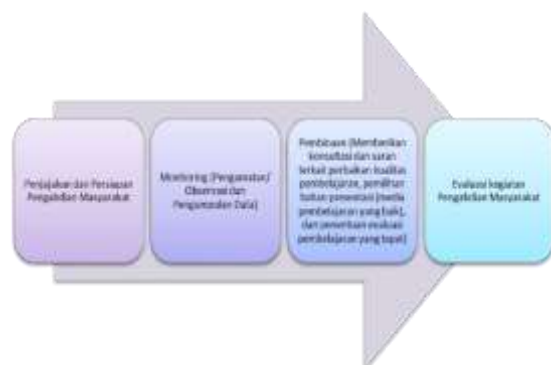 Penjajakan dan Persiapan
Pengabdian Masyarakat
Monitoring (Pengamatan/
Observasi dan
Pengumpulan Data)
Pembinaan (Memberikan
konsultasi dan saran
terkait perbaikan kualitas
pembelajaran, pemilihan
bahan presentasi (media
pembelajaran yang baik),
dan penentuan evaluasi
pembelajaran yang tepat)
Evaluasi kegiatan
Pengabdian Masyarakat